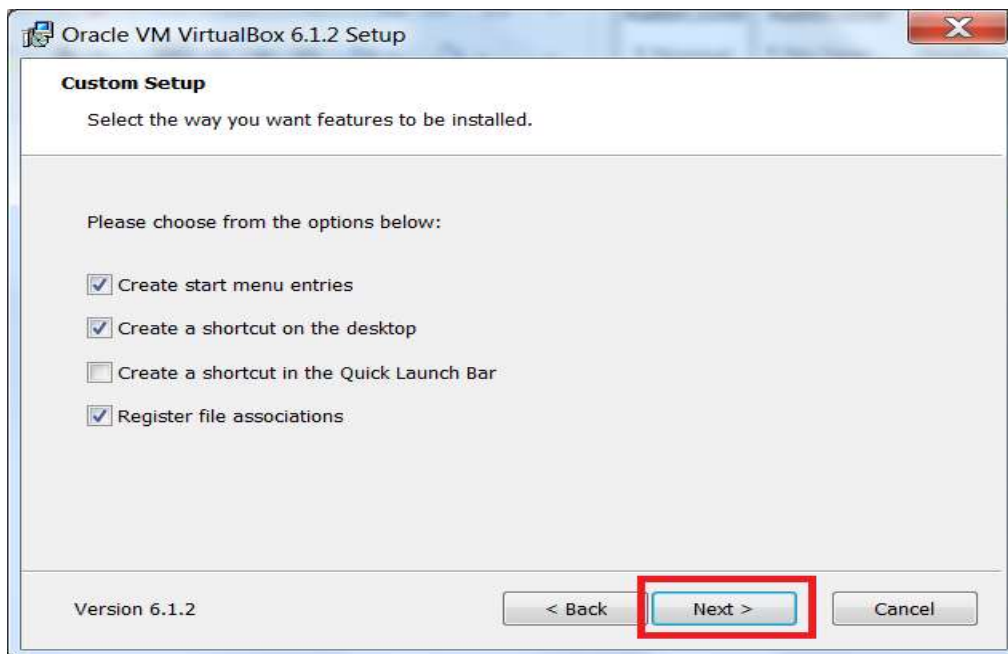 Oracle VM VirtualBox 6.1.2 Setup
Custom Setup
Select the way you want features to be installed.
Please choose from the options below:
Create start menu entries
Create a shortcut on the desktop
Create a shortcut in the Quick Launch Bar
Register file associations
Version 6.1.2
< Back
Next >
Cancel